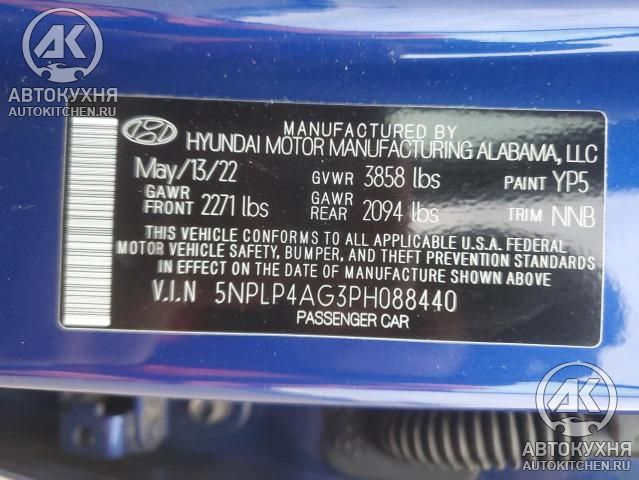 AK
АВТОКУХНЯ
AUTOKITCHEN.RU
MANUFACTURED BY
HYUNDAI MOTOR MANUFACTURING ALABAMA, LLC
May/13/22 GVWR 3858 lbs PAINT YP5
GAWR FRONT 2271 lbs GAWR REAR 2094 lbs TRIM NNB
THIS VEHICLE CONFORMS TO ALL APPLICABLE U.S.A. FEDERAL
MOTOR VEHICLE SAFETY, BUMPER, AND THEFT PREVENTION STANDARDS
IN EFFECT ON THE DATE OF MANUFACTURE SHOWN ABOVE.
V.I.N 5NPLP4AG3PH088440
PASSENGER CAR
AK
АВТОКУХНЯ
AUTOKITCHEN.RU